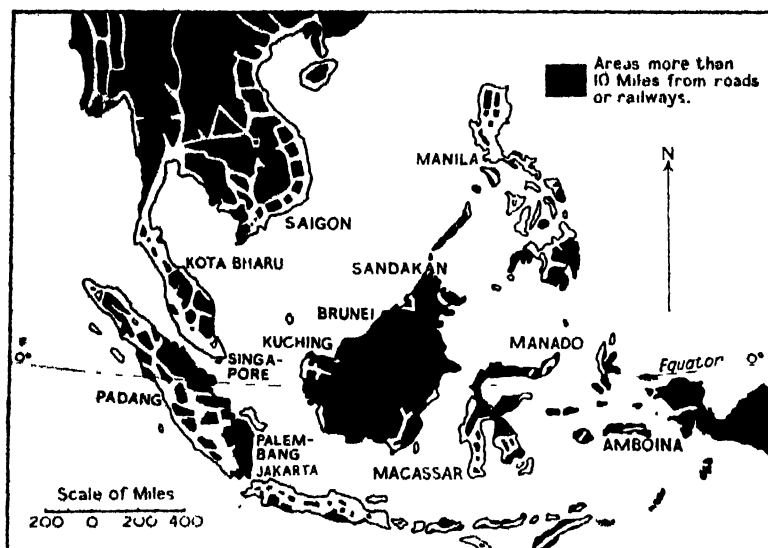 Areas more than
10 Miles from roads
or railways.
N
MANILA
SAIGON
KOTA BHARU
SANDAKAN
BRUNEI
KUCHING
MANADO
SINGA-
PORE
0°
Equator 0°
PADANG
PALEM-
BANG
JAKARTA
MACASSAR
AMBOINA
Scale of Miles
200 0 200 400